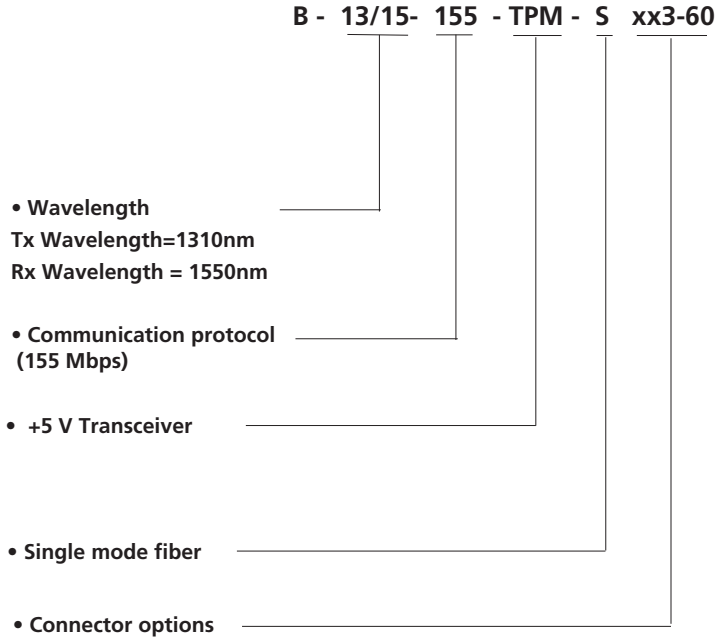 B - 13/15- 155 - TPM - S xx3-60
• Wavelength
Tx Wavelength=1310nm
Rx Wavelength = 1550nm
• Communication protocol
(155 Mbps)
• +5 V Transceiver
• Single mode fiber
• Connector options